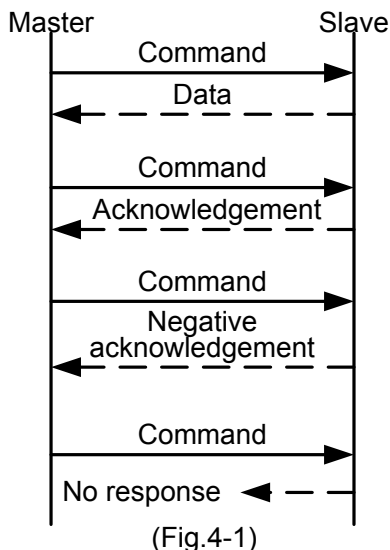 Master Slave
Command
Data
Command
Acknowledgement
Command
Negative
acknowledgement
Command
No response
(Fig.4-1)